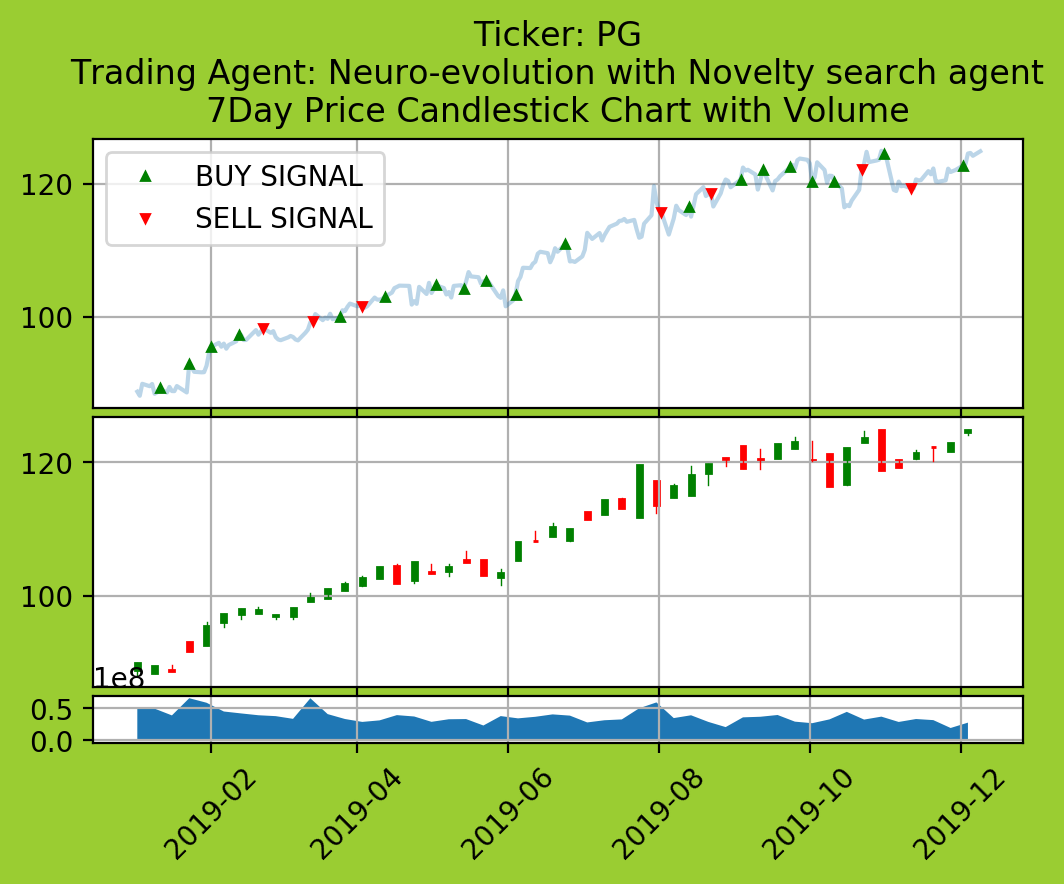 Ticker: PG
Trading Agent: Neuro-evolution with Novelty search agent
7Day Price Candlestick Chart with Volume
BUY SIGNAL
SELL SIGNAL
120
100
120
100
1e8
0.5
0.0
2019-02
2019-04
2019-06
2019-08
2019-10
2019-12